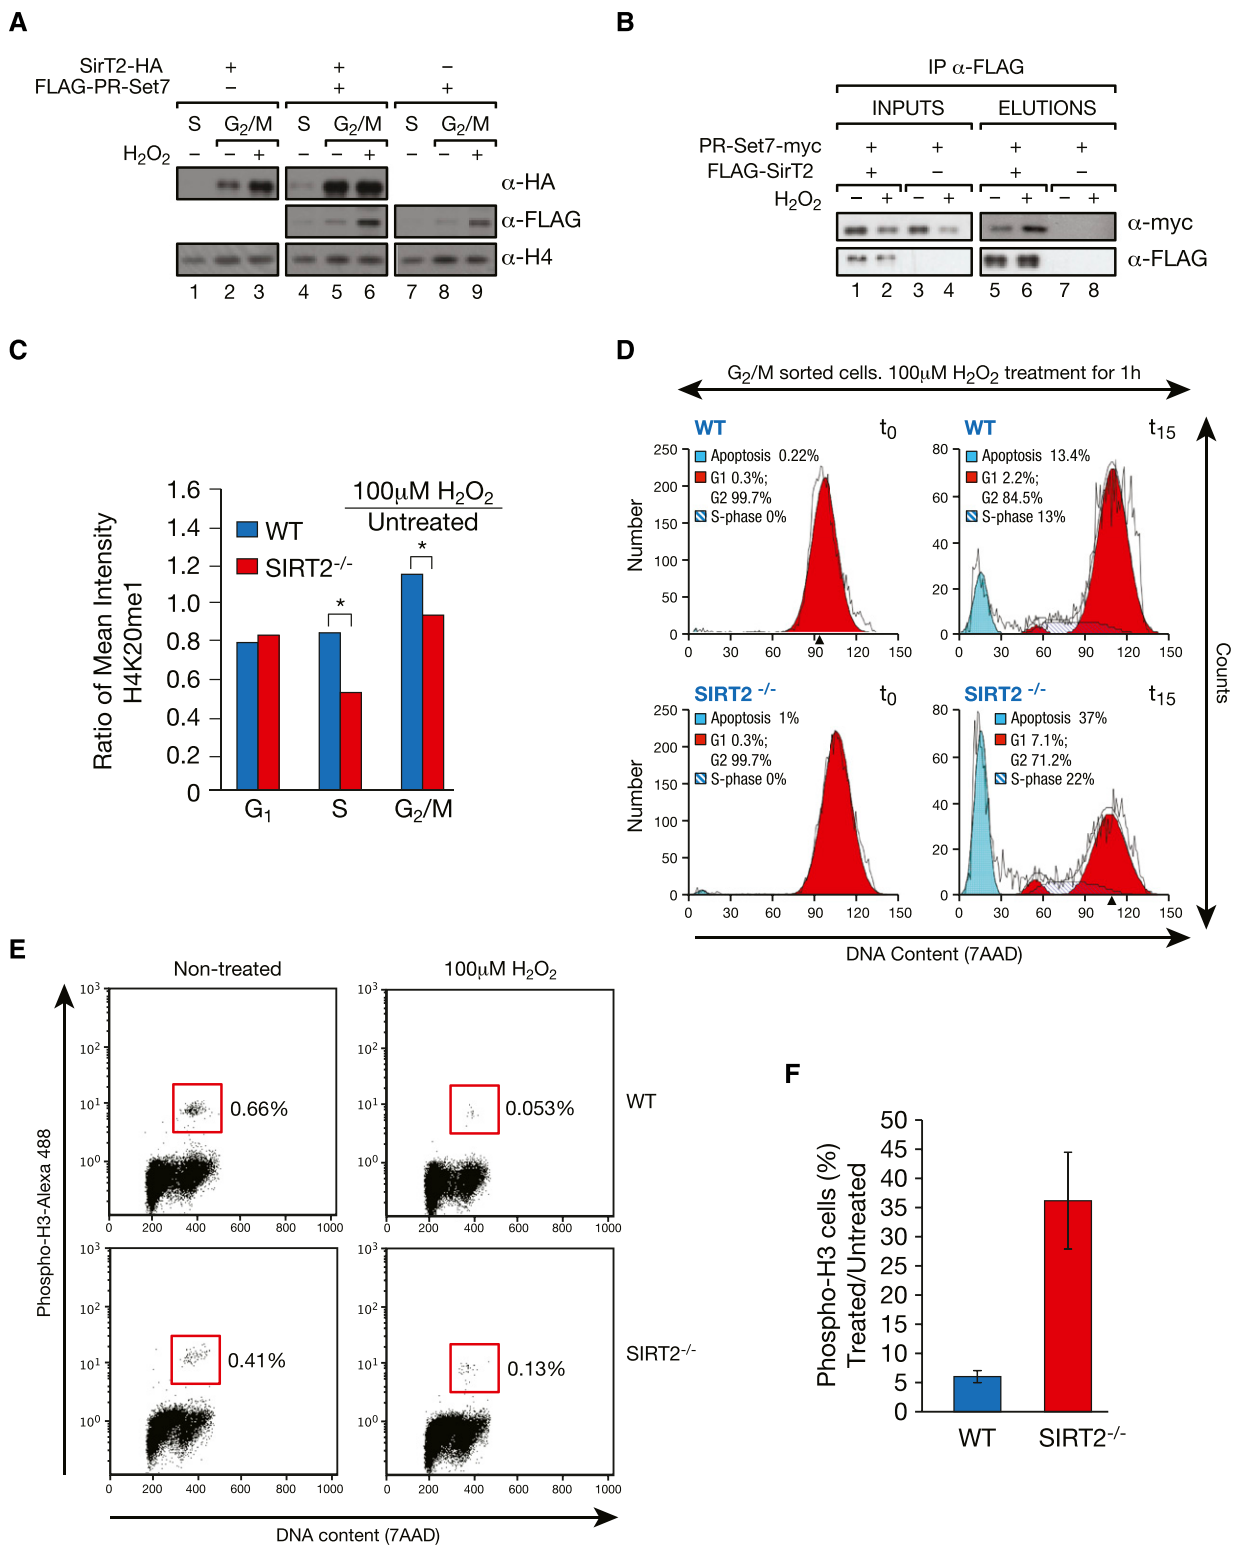 A
SirT2-HA + + –
FLAG-PR-Set7 – + +
S G2/M S G2/M S G2/M
H2O2 – – + – – + – – +
α-HA
α-FLAG
α-H4
1 2 3 4 5 6 7 8 9
B
IP α-FLAG
INPUTS ELUTIONS
PR-Set7-myc + + + +
FLAG-SirT2 + – + –
H2O2 – + – + – + – +
α-myc
α-FLAG
1 2 3 4 5 6 7 8
C
100μM H2O2
Untreated
WT
SIRT2-/-
* *
Ratio of Mean Intensity
H4K20me1
1.6
1.4
1.2
1.0
0.8
0.6
0.4
0.2
0
G1 S G2/M
D
G2/M sorted cells. 100μM H2O2 treatment for 1h
WT t0
Apoptosis 0.22%
G1 0.3%;
G2 99.7%
S-phase 0%
Number
250
200
150
100
50
0
0 30 60 90 120 150
WT t15
Apoptosis 13.4%
G1 2.2%;
G2 84.5%
S-phase 13%
80
60
40
20
0
0 30 60 90 120 150
SIRT2 -/- t0
Apoptosis 1%
G1 0.3%;
G2 99.7%
S-phase 0%
Number
250
200
150
100
50
0
0 30 60 90 120 150
SIRT2 -/- t15
Apoptosis 37%
G1 7.1%;
G2 71.2%
S-phase 22%
80
60
40
20
0
0 30 60 90 120 150
Counts
DNA Content (7AAD)
E
Non-treated 100μM H2O2
Phospho-H3-Alexa 488
10³
10²
10¹
10⁰
0.66%
0 200 400 600 800 1000
10³
10²
10¹
10⁰
0.053%
0 200 400 600 800 1000
WT
10³
10²
10¹
10⁰
0.41%
0 200 400 600 800 1000
10³
10²
10¹
10⁰
0.13%
0 200 400 600 800 1000
SIRT2-/-
DNA content (7AAD)
F
Phospho-H3 cells (%)
Treated/Untreated
50
45
40
35
30
25
20
15
10
5
0
WT SIRT2-/-